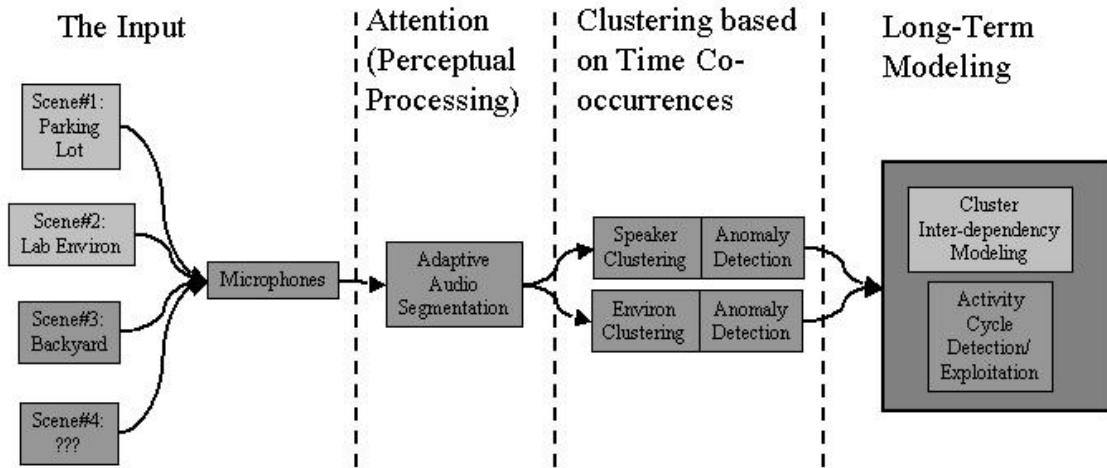 The Input
Attention
(Perceptual
Processing)
Clustering based
on Time Co-
occurrences
Long-Term
Modeling
Scene#1:
Parking
Lot
Scene#2:
Lab Environ
Scene#3:
Backyard
Scene#4:
???
Microphones
Adaptive
Audio
Segmentation
Speaker
Clustering
Anomaly
Detection
Environ
Clustering
Anomaly
Detection
Cluster
Inter-dependency
Modeling
Activity
Cycle
Detection/
Exploitation